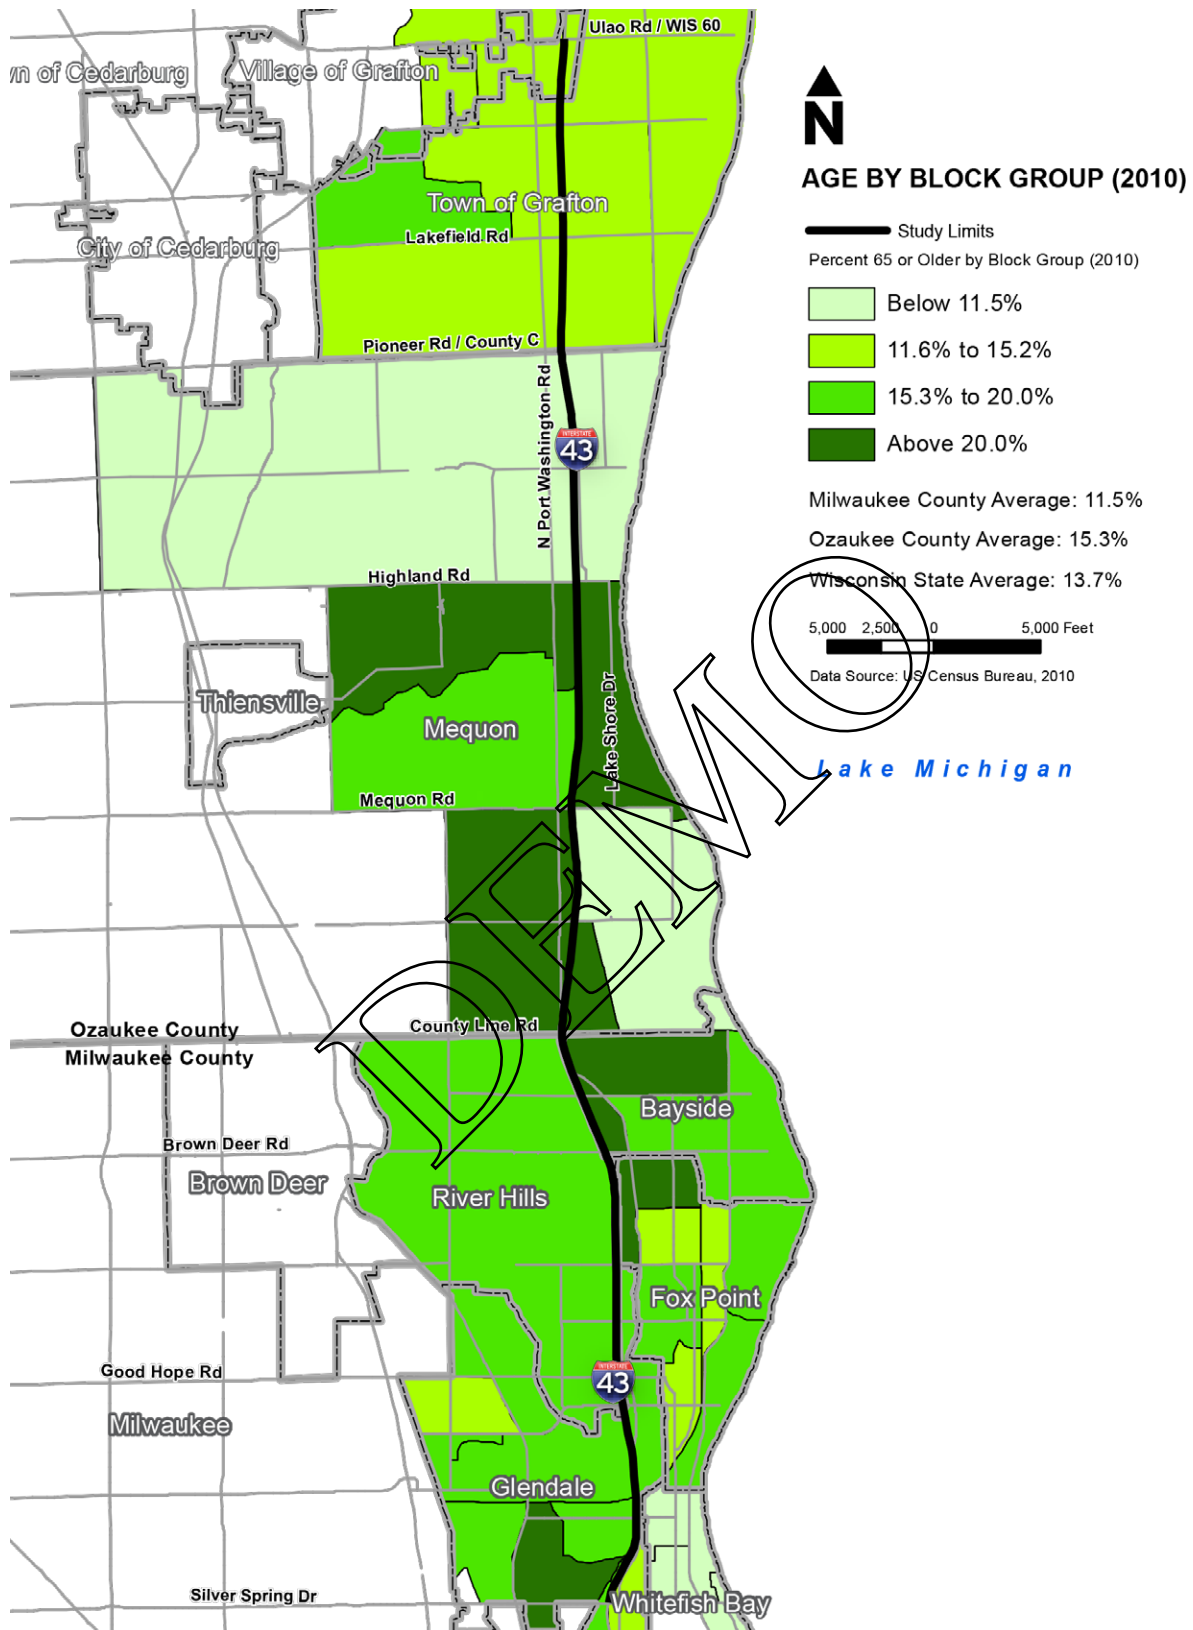 Ulao Rd / WIS 60
wn of Cedarburg
Village of Grafton
N
AGE BY BLOCK GROUP (2010)
Town of Grafton
Study Limits
Lakefield Rd
City of Cedarburg
Percent 65 or Older by Block Group (2010)
Below 11.5%
Pioneer Rd / County C
11.6% to 15.2%
15.3% to 20.0%
Above 20.0%
N Port Washington Rd
INTERSTATE
43
Milwaukee County Average: 11.5%
Ozaukee County Average: 15.3%
Wisconsin State Average: 13.7%
Highland Rd
5,000 2,500 0 5,000 Feet
Data Source: US Census Bureau, 2010
Thiensville
Mequon
Lake Shore Dr
Lake Michigan
Mequon Rd
DEMO
County Line Rd
Ozaukee County
Milwaukee County
Bayside
Brown Deer Rd
Brown Deer
River Hills
Fox Point
Good Hope Rd
INTERSTATE
43
Milwaukee
Glendale
Silver Spring Dr
Whitefish Bay